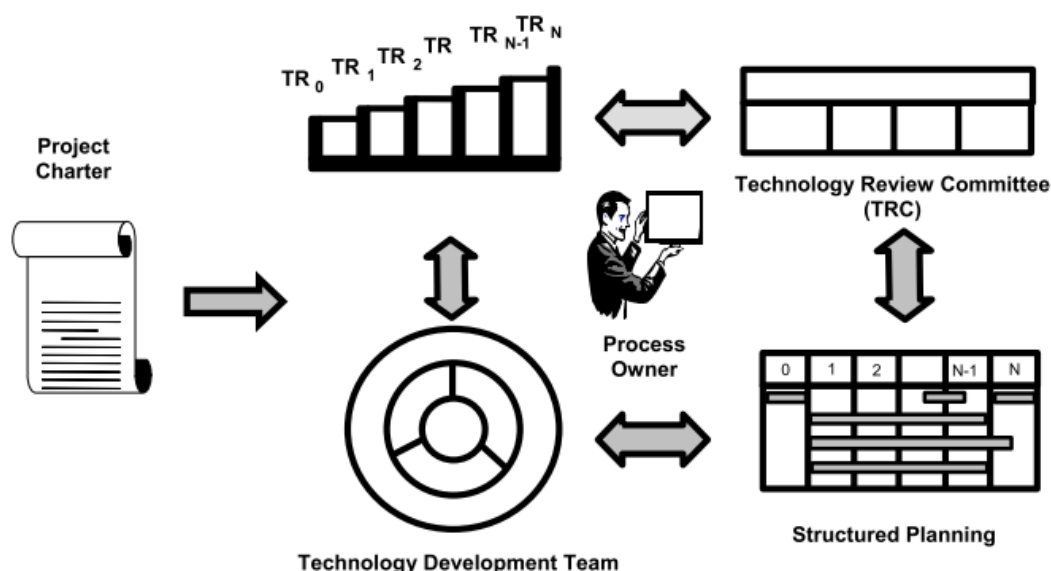 TR 0 TR 1 TR 2 TR TR N-1 TR N
Project
Charter
Technology Review Committee
(TRC)
Process
Owner
0 1 2 N-1 N
Structured Planning
Technology Development Team